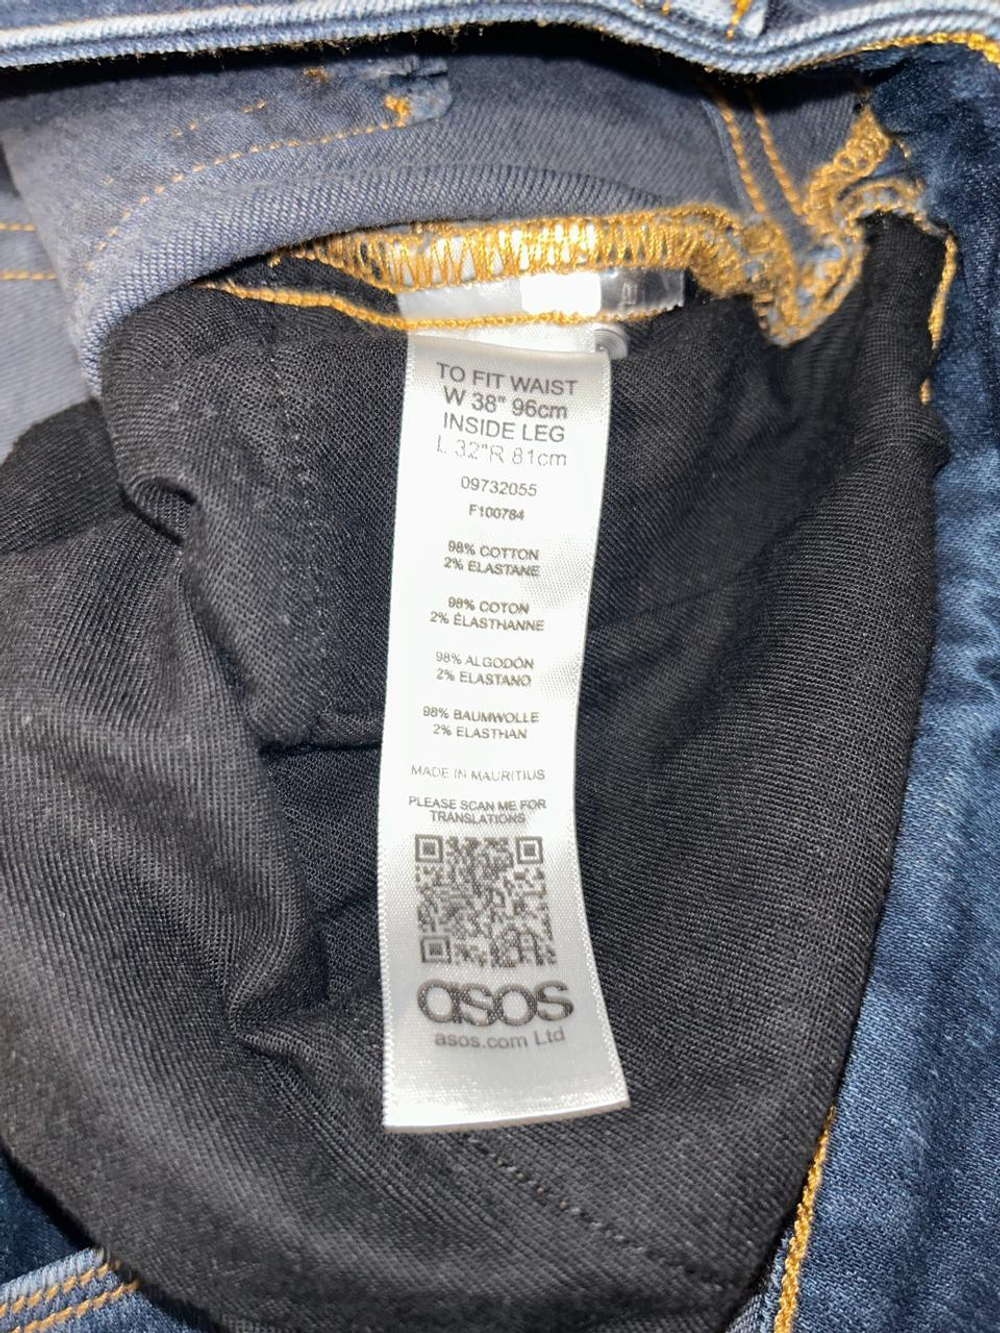 TO FIT WAIST
W 38" 96cm
INSIDE LEG
L 32"R 81cm
09732055
F100784
98% COTTON
2% ELASTANE
98% COTON
2% ÉLASTHANNE
98% ALGODÓN
2% ELASTANO
98% BAUMWOLLE
2% ELASTHAN
MADE IN MAURITIUS
PLEASE SCAN ME FOR
TRANSLATIONS
asos
asos.com Ltd